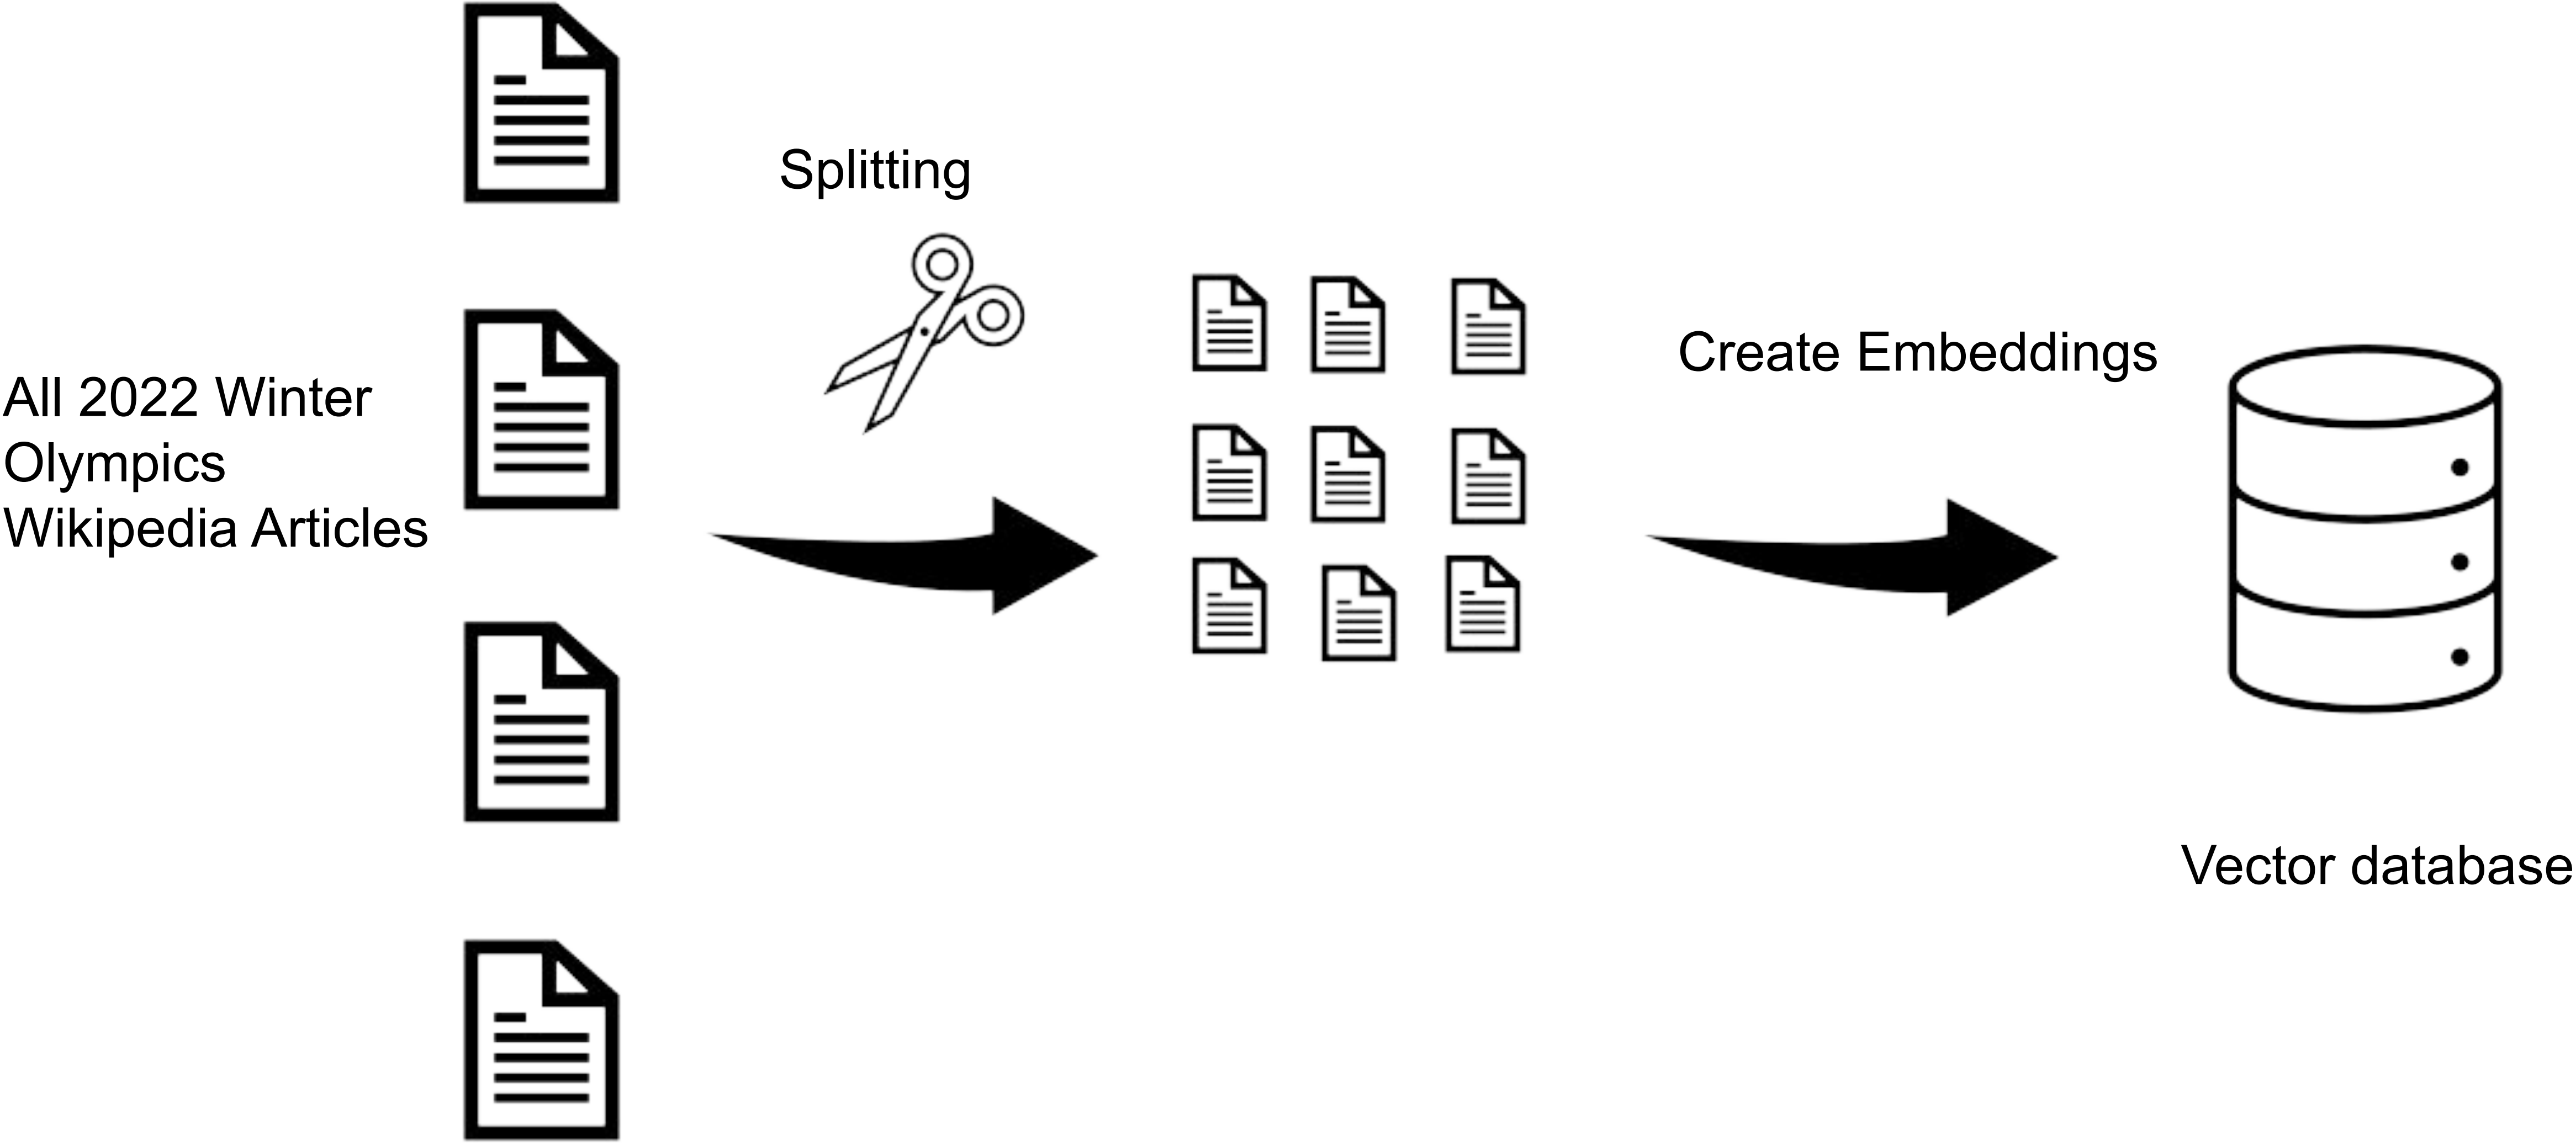 All 2022 Winter
Olympics
Wikipedia Articles
Splitting
Create Embeddings
Vector database